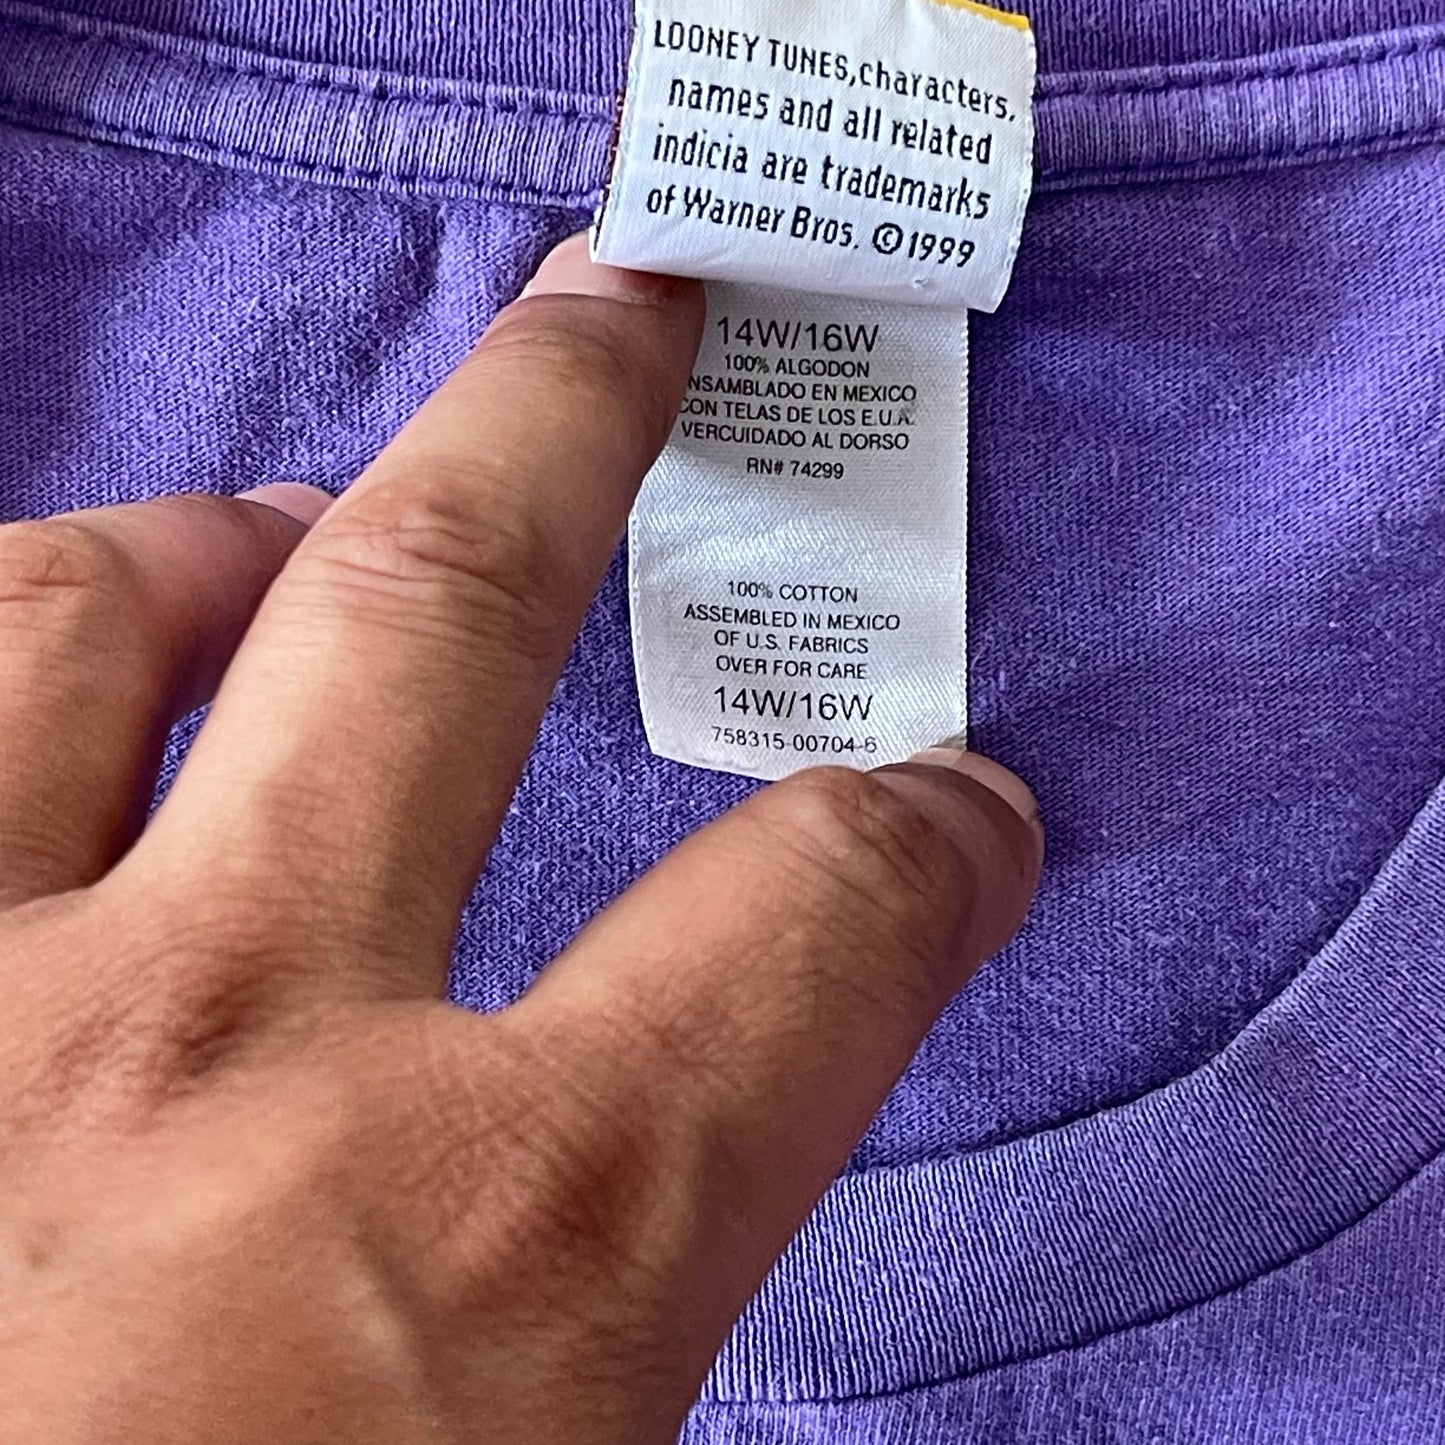 LOONEY TUNES,characters,
names and all related
indicia are trademarks
of Warner Bros. ©1999
14W/16W
100% ALGODON
NSAMBLADO EN MEXICO
CON TELAS DE LOS E.U.A.
VERCUIDADO AL DORSO
RN# 74299
100% COTTON
ASSEMBLED IN MEXICO
OF U.S. FABRICS
OVER FOR CARE
14W/16W
758315-00704-6